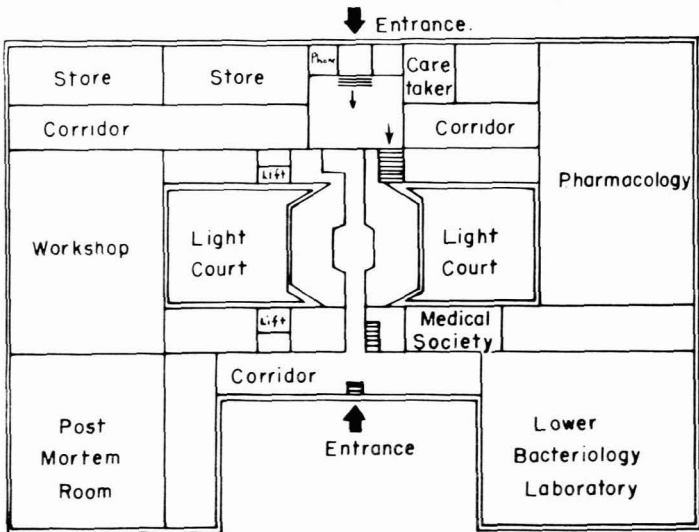 Entrance.
Phone
Store
Store
Care
taker
Corridor
Corridor
Lift
Pharmacology
Workshop
Light
Court
Light
Court
Lift
Medical
Society
Corridor
Post
Mortem
Room
Entrance
Lower
Bacteriology
Laboratory